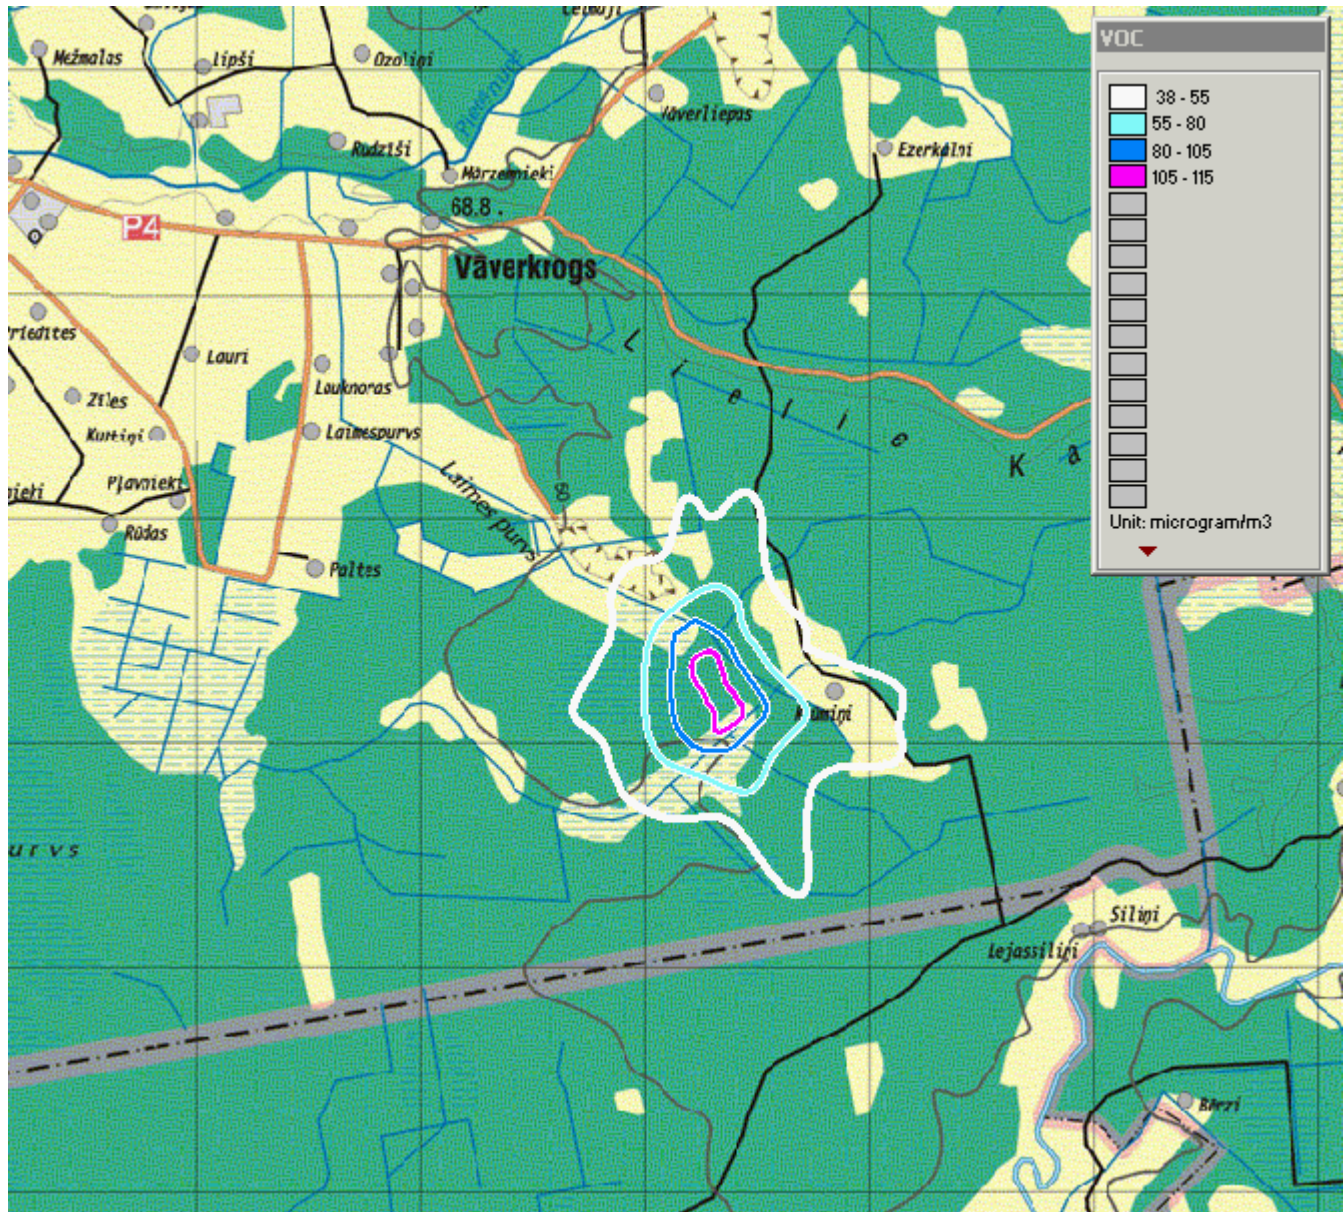 VOC
38 - 55
55 - 80
80 - 105
105 - 115
Unit: microgram/m3
Mežmalas
Lipši
Ozoliņi
Vāverliepas
Rudzīši
Mārzemnieki
Ezerkalni
68.8 .
P4
Vāverkrogs
Priedītes
Lauri
Lauknoras
Zīles
Kurtiņi
Laimespurvs
Pļavnieki
Rūdas
Laimes purvs
Lielie
Ka
Paltes
urvs
Siliņi
Lejassiliņi
Bērzi